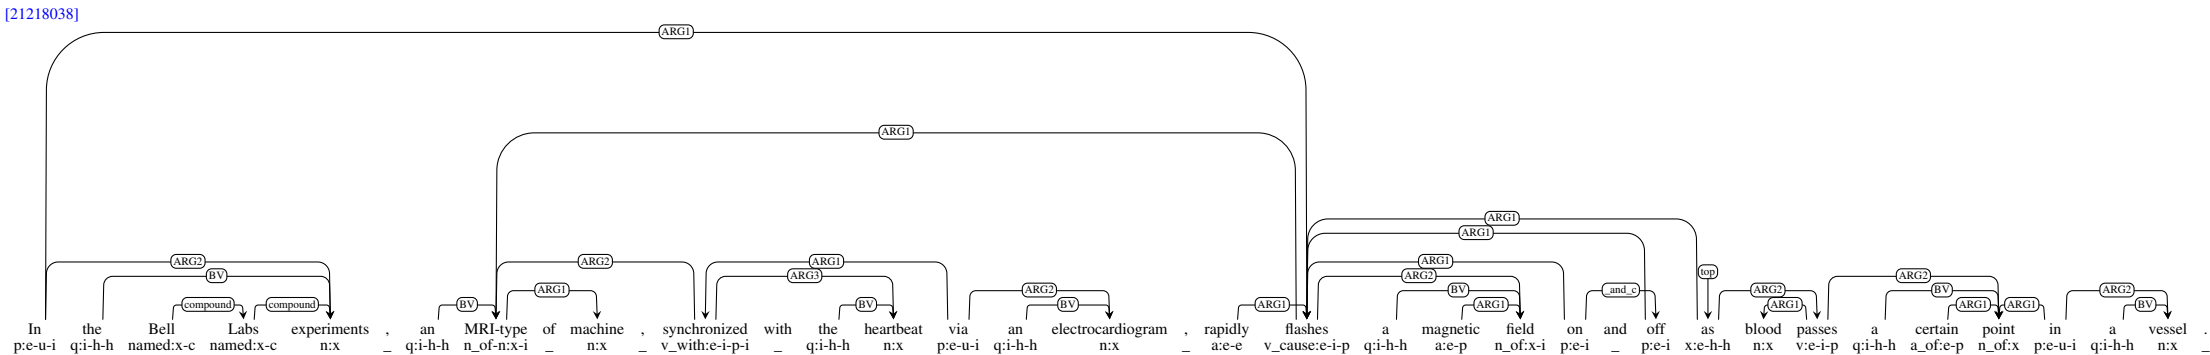 [21218038]
ARG1
ARG1
ARG1
ARG1
ARG2 ARG2 ARG1 ARG1 top
BV ARG3 ARG2 ARG2 ARG2
ARG1 ARG2 BV BV ARG2
compound compound BV BV BV ARG1 ARG1 _and_c ARG1 ARG1 ARG1 BV
In the Bell Labs experiments , an MRI-type of machine , synchronized with the heartbeat via an electrocardiogram , rapidly flashes a magnetic field on and off as blood passes a certain point in a vessel .
p:e-u-i q:i-h-h named:x-c named:x-c n:x _ q:i-h-h n_of-n:x-i _ n:x _ v_with:e-i-p-i _ q:i-h-h n:x p:e-u-i q:i-h-h n:x _ a:e-e v_cause:e-i-p q:i-h-h a:e-p n_of:x-i p:e-i _ p:e-i x:e-h-h n:x v:e-i-p q:i-h-h a_of:e-p n_of:x p:e-u-i q:i-h-h n:x _